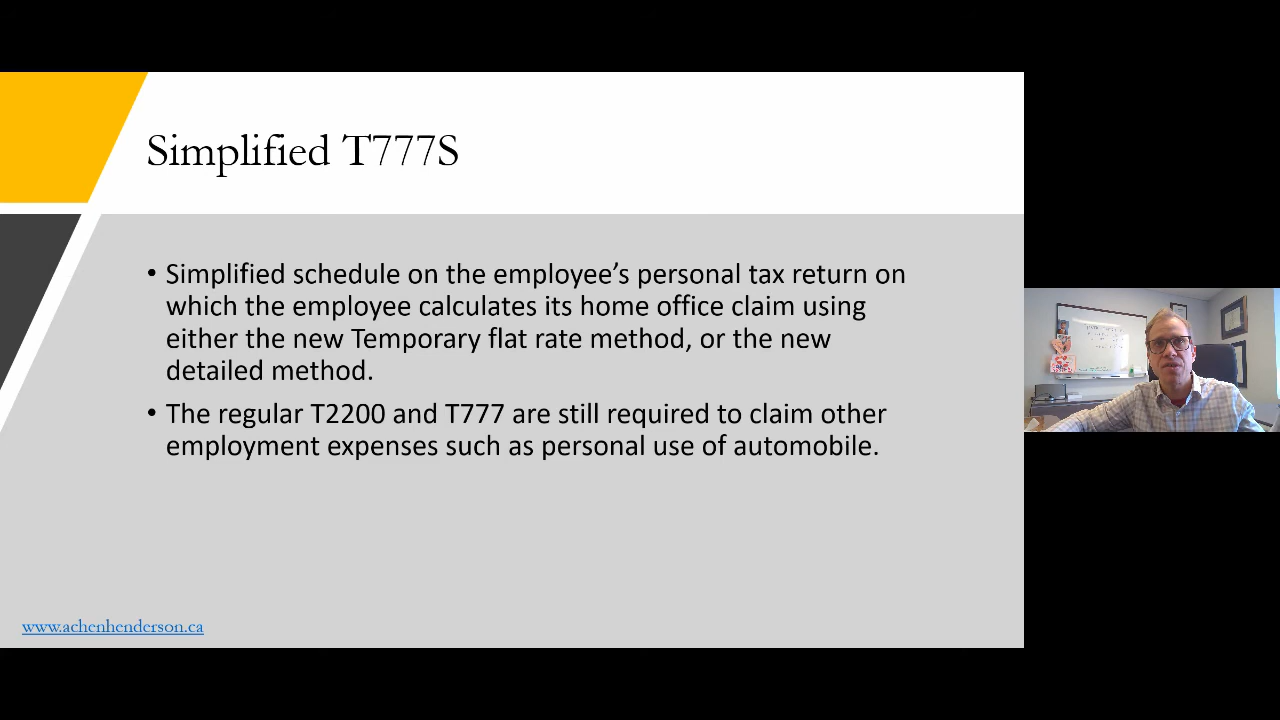 Simplified T777S
• Simplified schedule on the employee’s personal tax return on
which the employee calculates its home office claim using
either the new Temporary flat rate method, or the new
detailed method.
• The regular T2200 and T777 are still required to claim other
employment expenses such as personal use of automobile.
www.achenhenderson.ca